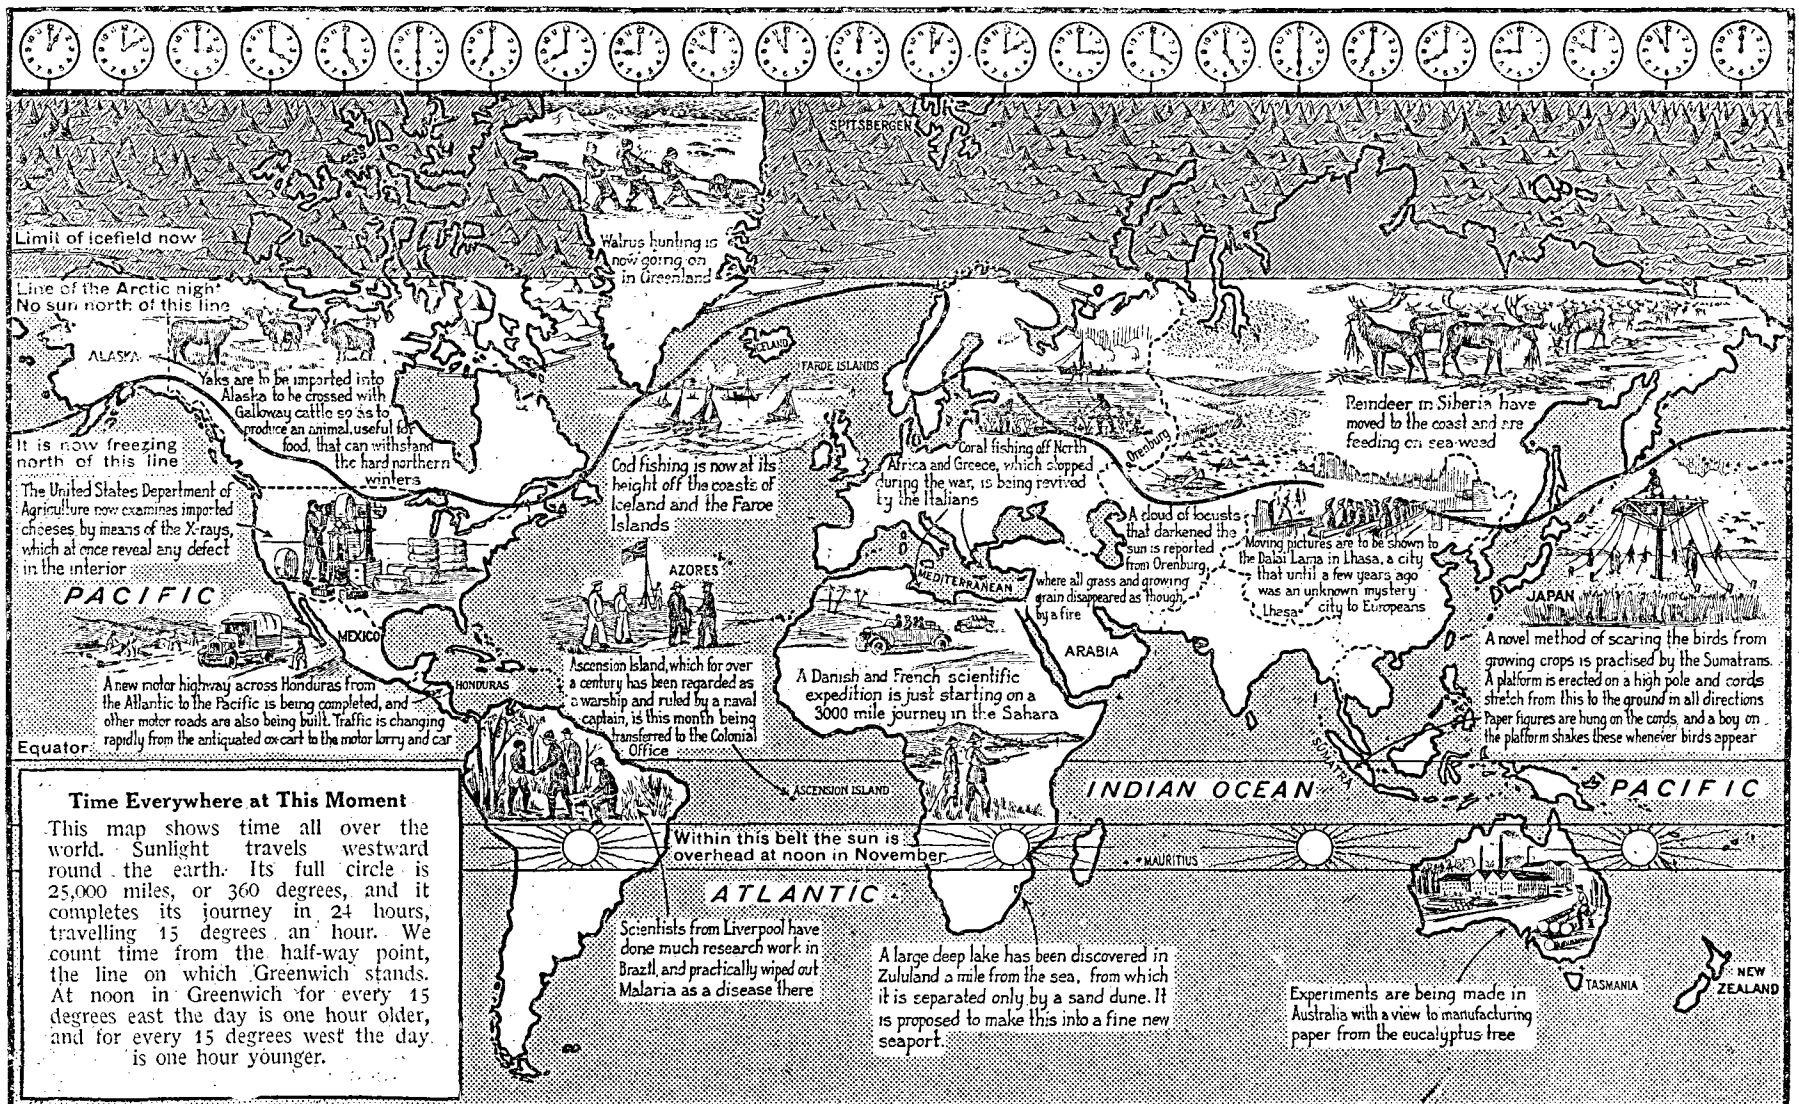 SPITSBERGEN
Limit of icefield now
Walrus hunting is
now going on
in Greenland
Line of the Arctic night
No sun north of this line
ALASKA
ICELAND
FAROE ISLANDS
Yaks are to be imported into
Alaska to be crossed with
Galloway cattle so as to
produce an animal, useful for
food, that can withstand
the hard northern
winters
Reindeer in Siberia have
moved to the coast and are
feeding on sea-weed
It is now freezing
north of this line
Cod fishing is now at its
height off the coasts of
Iceland and the Faroe
Islands
Coral fishing off North
Africa and Greece, which stopped
during the war, is being revived
by the Italians
Orenburg
The United States Department of
Agriculture now examines imported
cheeses by means of the X-rays,
which at once reveal any defect
in the interior
A cloud of locusts
that darkened the
sun is reported
from Orenburg,
where all grass and growing
grain disappeared as though
by a fire
Moving pictures are to be shown to
the Dalai Lama in Lhasa, a city
that until a few years ago
was an unknown mystery
city to Europeans
Lhasa
AZORES
MEDITERRANEAN
PACIFIC
JAPAN
MEXICO
ARABIA
A novel method of scaring the birds from
growing crops is practised by the Sumatrans.
A platform is erected on a high pole and cords
stretch from this to the ground in all directions
Paper figures are hung on the cords, and a boy on
the platform shakes these whenever birds appear
A new motor highway across Honduras from
the Atlantic to the Pacific is being completed, and
other motor roads are also being built. Traffic is changing
rapidly from the antiquated ox-cart to the motor lorry and car
HONDURAS
Ascension Island, which for over
a century has been regarded as
a warship and ruled by a naval
captain, is this month being
transferred to the Colonial
Office
A Danish and French scientific
expedition is just starting on a
3000 mile journey in the Sahara
Equator
SUMATRA
ASCENSION ISLAND
INDIAN OCEAN
PACIFIC
Time Everywhere at This Moment
This map shows time all over the
world. Sunlight travels westward
round the earth. Its full circle is
25,000 miles, or 360 degrees, and it
completes its journey in 24 hours,
travelling 15 degrees an hour. We
count time from the half-way point,
the line on which Greenwich stands.
At noon in Greenwich for every 15
degrees east the day is one hour older,
and for every 15 degrees west the day
is one hour younger.
Within this belt the sun is
overhead at noon in November
MAURITIUS
ATLANTIC
Scientists from Liverpool have
done much research work in
Brazil, and practically wiped out
Malaria as a disease there
A large deep lake has been discovered in
Zululand a mile from the sea, from which
it is separated only by a sand dune. It
is proposed to make this into a fine new
seaport.
Experiments are being made in
Australia with a view to manufacturing
paper from the eucalyptus tree
TASMANIA
NEW
ZEALAND